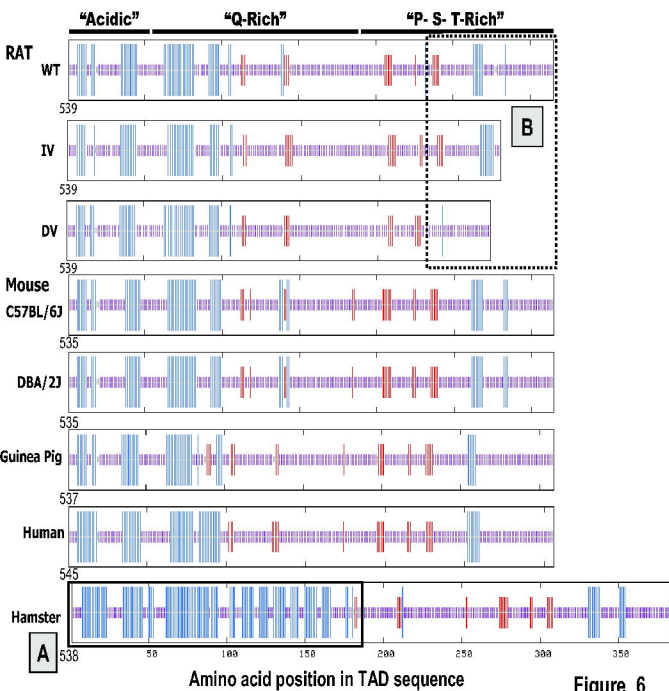 “Acidic” “Q-Rich” “P- S- T-Rich”
RAT
WT
539
B
IV
539
DV
539
Mouse
C57BL/6J
535
DBA/2J
535
Guinea Pig
537
Human
545
Hamster
A
538 50 100 150 200 250 300 350
Amino acid position in TAD sequence
Figure 6